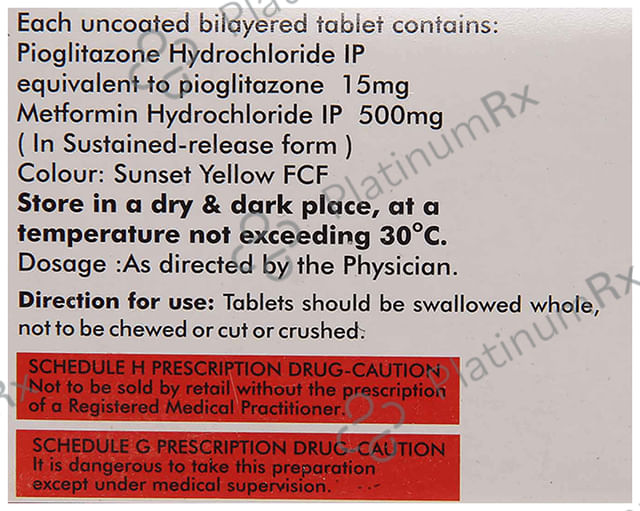 Each uncoated bilayered tablet contains:
Pioglitazone Hydrochloride IP
equivalent to pioglitazone 15mg
Metformin Hydrochloride IP 500mg
( In Sustained-release form )
Colour: Sunset Yellow FCF
Store in a dry & dark place, at a
temperature not exceeding 30°C.
Dosage :As directed by the Physician.
Direction for use: Tablets should be swallowed whole,
not to be chewed or cut or crushed.
SCHEDULE H PRESCRIPTION DRUG-CAUTION
Not to be sold by retail without the prescription
of a Registered Medical Practitioner.
SCHEDULE G PRESCRIPTION DRUG-CAUTION
It is dangerous to take this preparation
except under medical supervision.
PlatinumRx
PlatinumRx
Rx